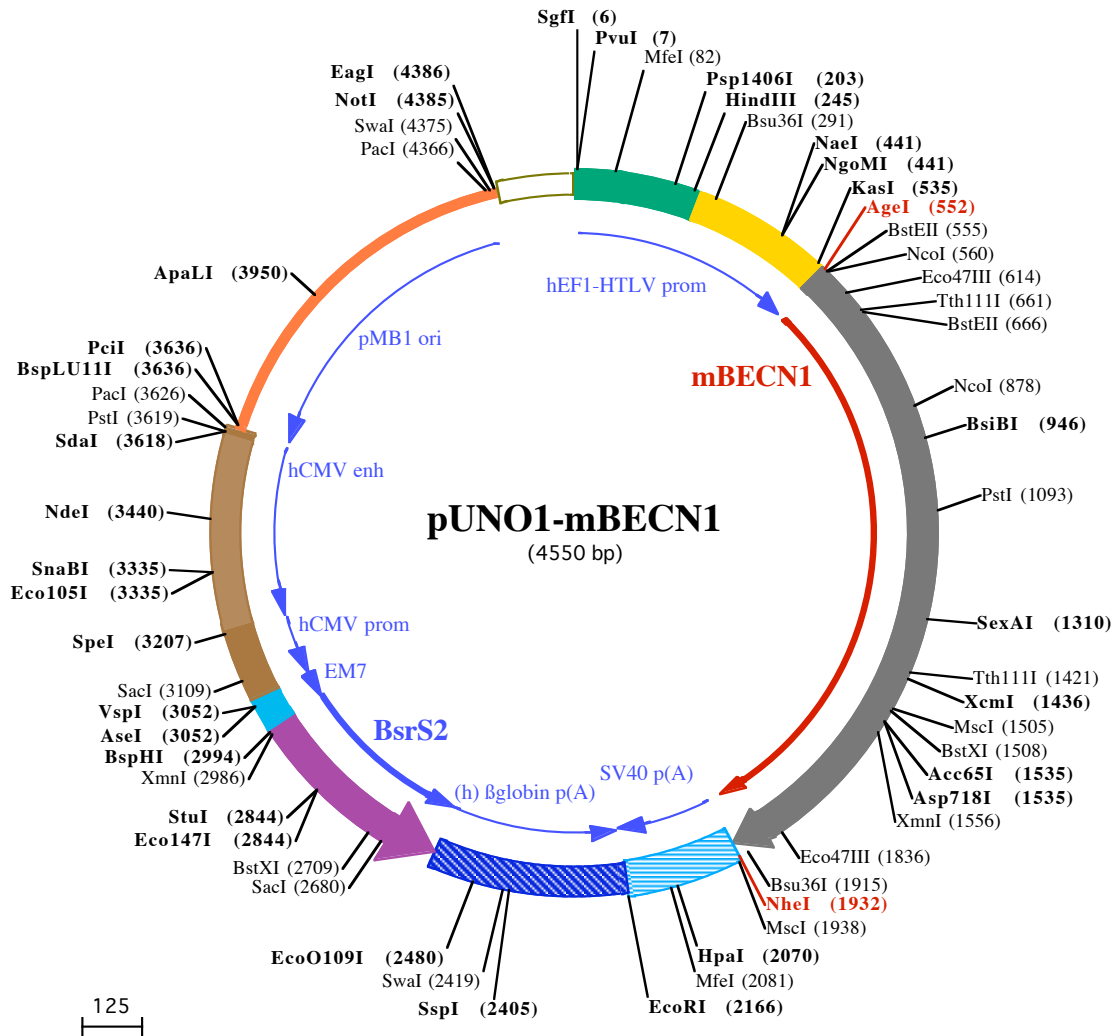 SgfI (6)
PvuI (7)
MfeI (82)
Psp1406I (203)
HindIII (245)
Bsu36I (291)
NaeI (441)
NgoMI (441)
KasI (535)
AgeI (552)
BstEII (555)
NcoI (560)
Eco47III (614)
Tth111I (661)
BstEII (666)
NcoI (878)
BsiBI (946)
PstI (1093)
SexAI (1310)
Tth111I (1421)
XcmI (1436)
MscI (1505)
BstXI (1508)
Acc65I (1535)
Asp718I (1535)
XmnI (1556)
Eco47III (1836)
Bsu36I (1915)
NheI (1932)
MscI (1938)
HpaI (2070)
MfeI (2081)
EcoRI (2166)
SspI (2405)
SwaI (2419)
EcoO109I (2480)
SacI (2680)
BstXI (2709)
Eco147I (2844)
StuI (2844)
XmnI (2986)
BspHI (2994)
AseI (3052)
VspI (3052)
SacI (3109)
SpeI (3207)
Eco105I (3335)
SnaBI (3335)
NdeI (3440)
SdaI (3618)
PstI (3619)
PacI (3626)
BspLU11I (3636)
PciI (3636)
ApaLI (3950)
PacI (4366)
SwaI (4375)
NotI (4385)
EagI (4386)
hEF1-HTLV prom
pMB1 ori
mBECN1
hCMV enh
pUNO1-mBECN1
(4550 bp)
hCMV prom
EM7
BsrS2
SV40 p(A)
(h) ßglobin p(A)
125